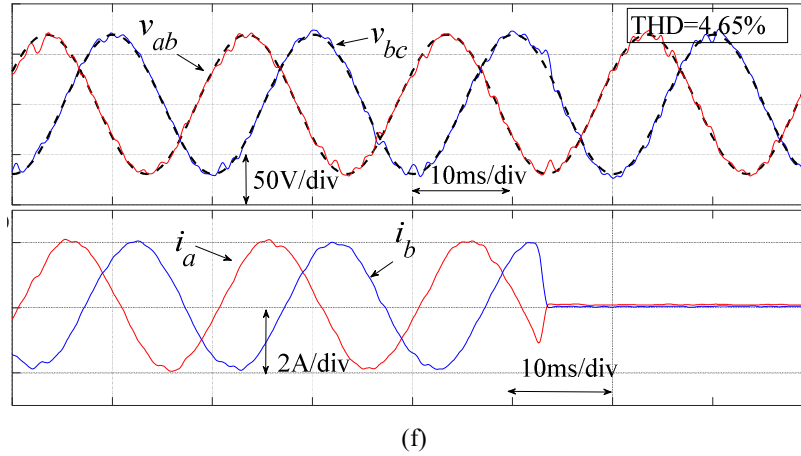 THD=4.65%
v_ab
v_bc
50V/div
10ms/div
i_a
i_b
2A/div
10ms/div
(f)